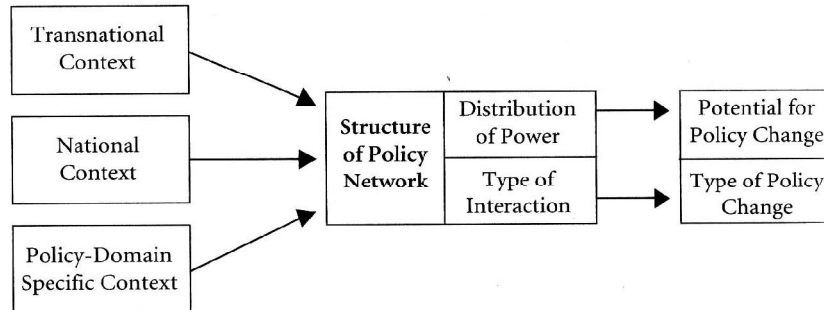 Transnational
Context
National
Context
Policy-Domain
Specific Context
Structure
of Policy
Network
Distribution
of Power
Type of
Interaction
Potential for
Policy Change
Type of Policy
Change